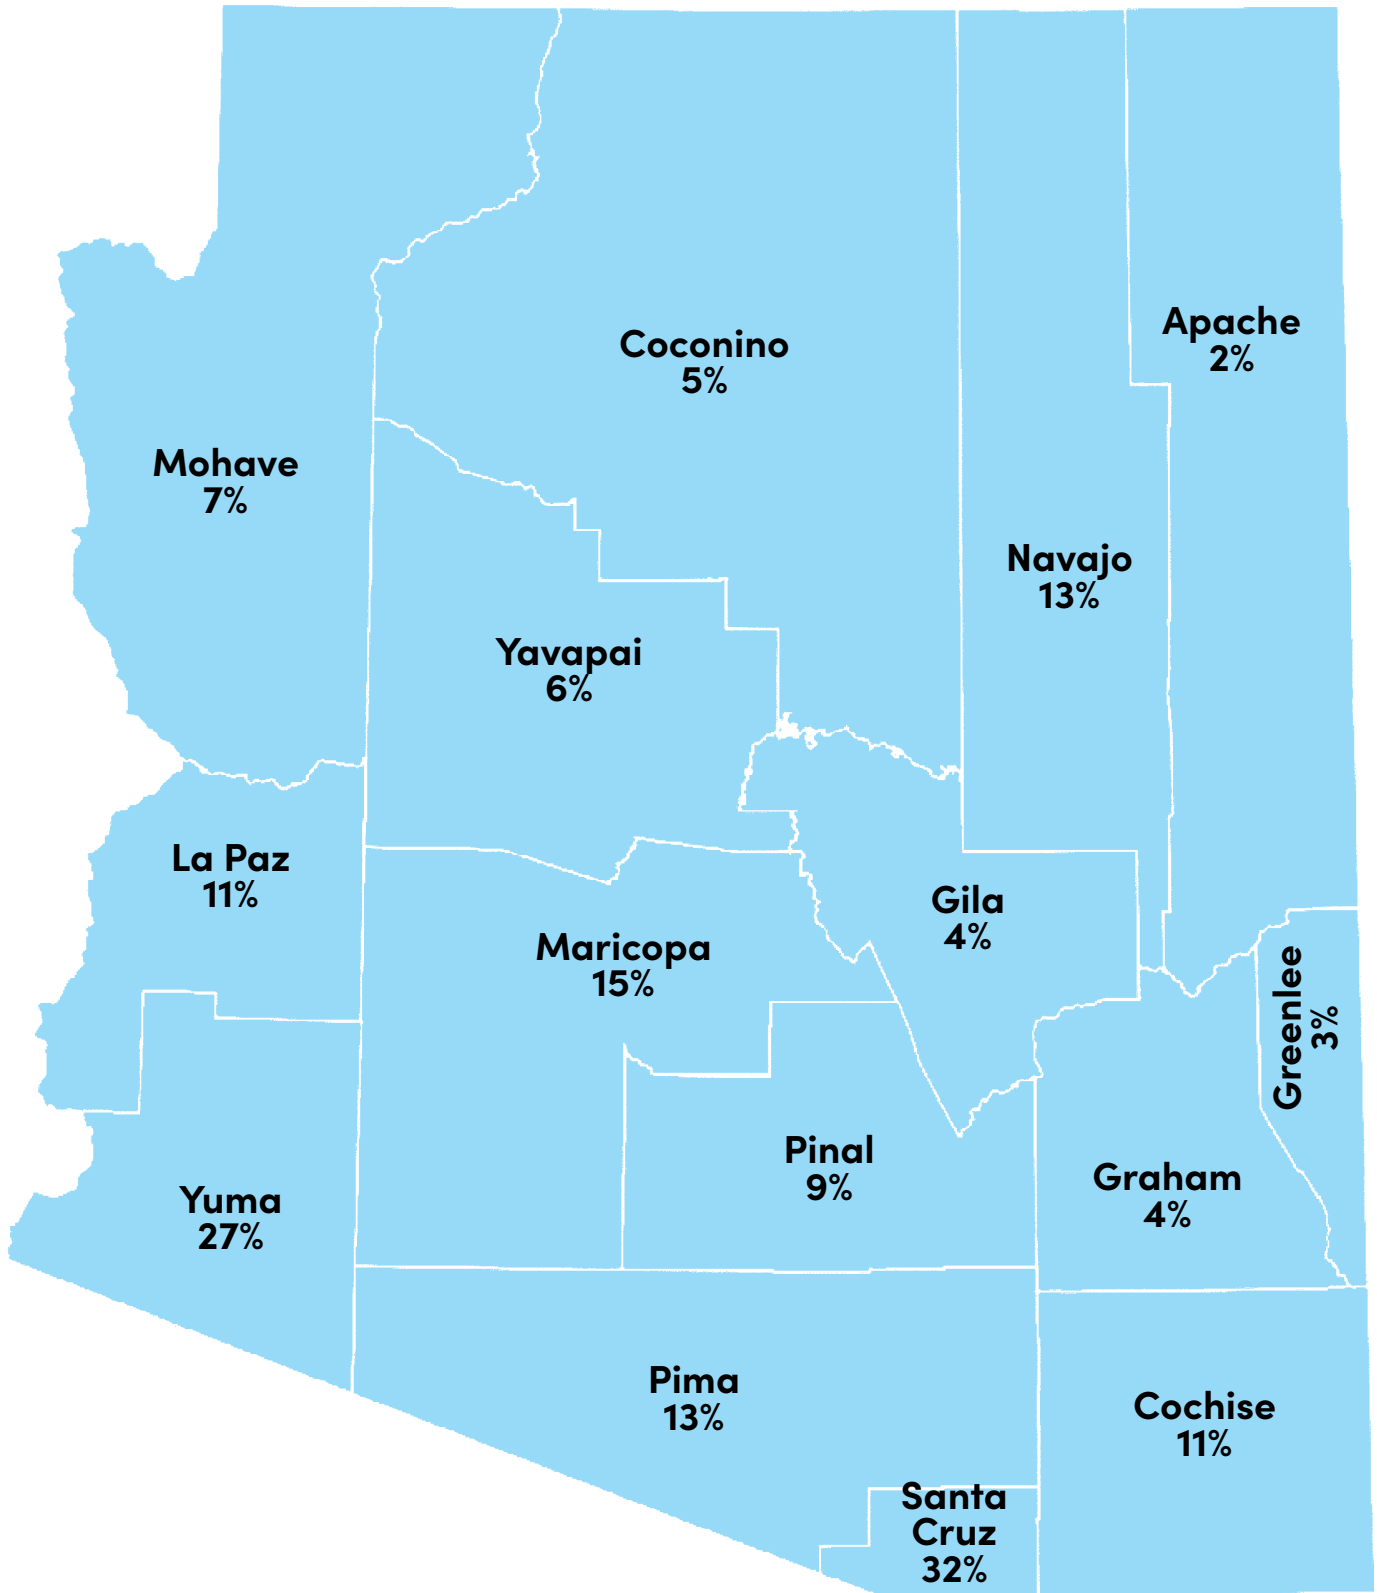 Apache
2%
Coconino
5%
Mohave
7%
Navajo
13%
Yavapai
6%
La Paz
11%
Gila
4%
Maricopa
15%
Greenlee
3%
Pinal
9%
Graham
4%
Yuma
27%
Pima
13%
Cochise
11%
Santa
Cruz
32%